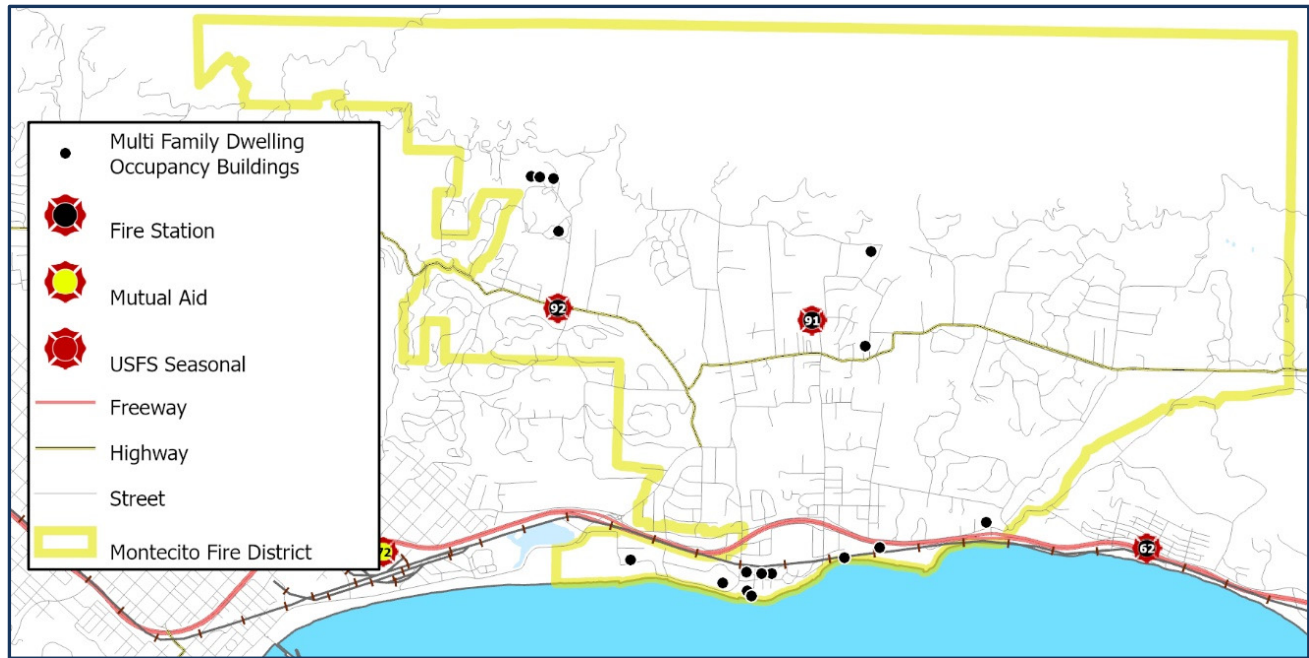 Multi Family Dwelling
Occupancy Buildings
Fire Station
Mutual Aid
USFS Seasonal
Freeway
Highway
Street
Montecito Fire District
92
91
72
62